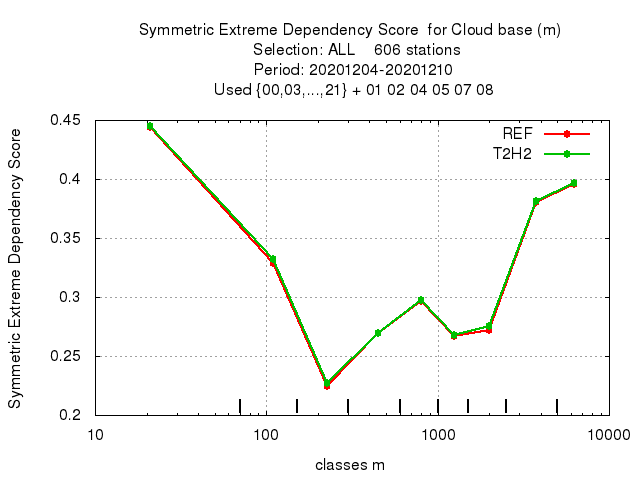 Symmetric Extreme Dependency Score  for Cloud base (m)
Selection: ALL    606 stations
Period: 20201204-20201210
Used {00,03,...,21} + 01 02 04 05 07 08
REF
T2H2
0.45
0.4
0.35
0.3
0.25
0.2
Symmetric Extreme Dependency Score
10 100 1000 10000
classes m